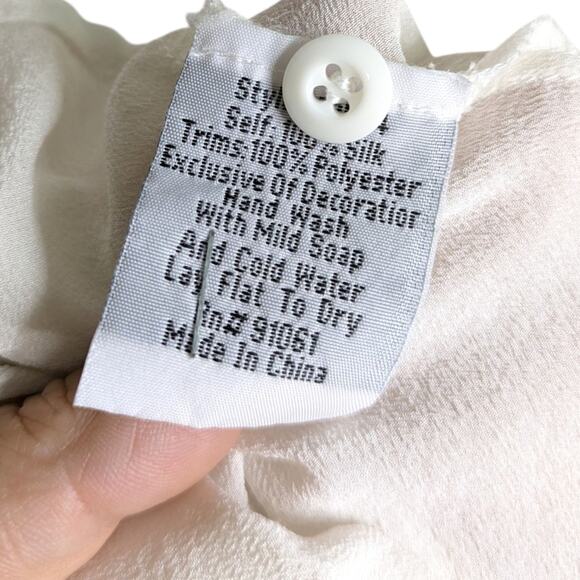 Self: Silk
Trims:100% Polyester
Exclusive Of Decoration
Hand Wash
With Mild Soap
And Cold Water
Lay Flat To Dry
Rn# 91061
Made In China